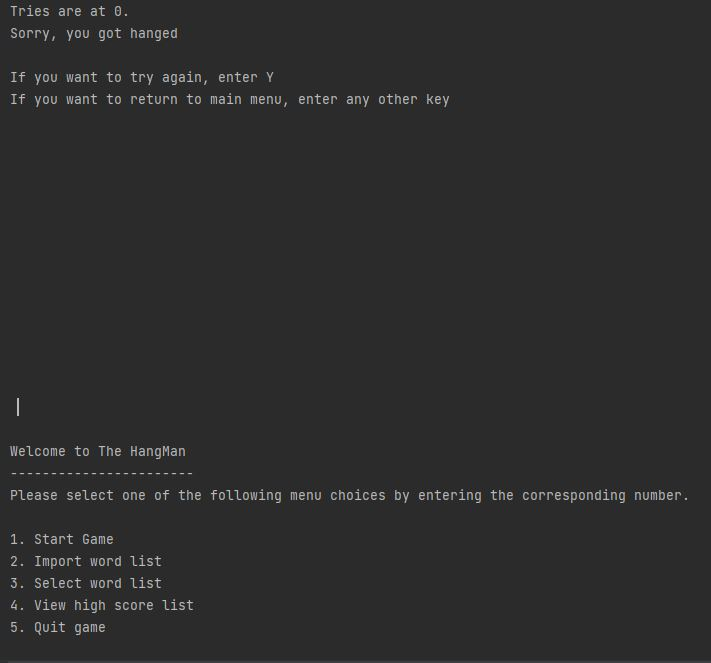 Tries are at 0.
Sorry, you got hanged
If you want to try again, enter Y
If you want to return to main menu, enter any other key
Welcome to The HangMan
-----------------------
Please select one of the following menu choices by entering the corresponding number.
1. Start Game
2. Import word list
3. Select word list
4. View high score list
5. Quit game